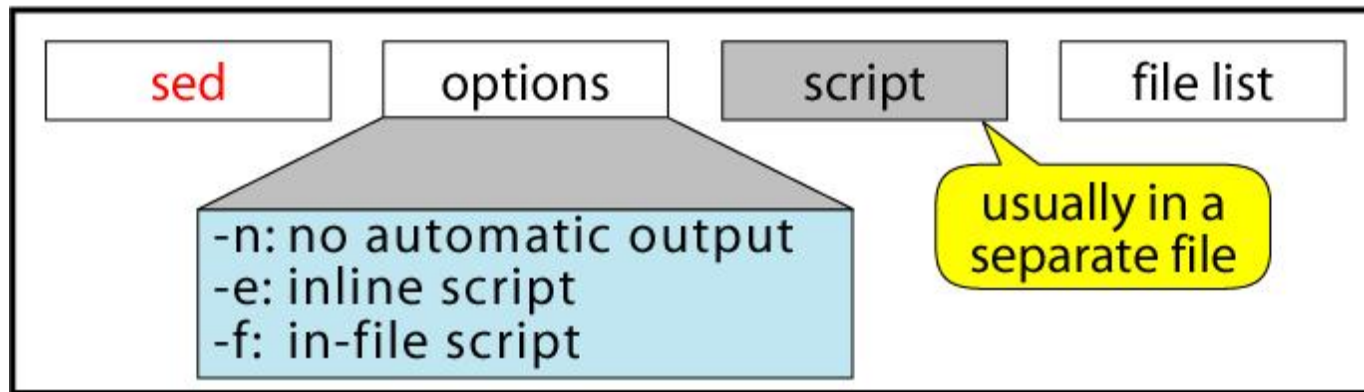 sed
options
script
file list
usually in a
separate file
-n: no automatic output
-e: inline script
-f: in-file script